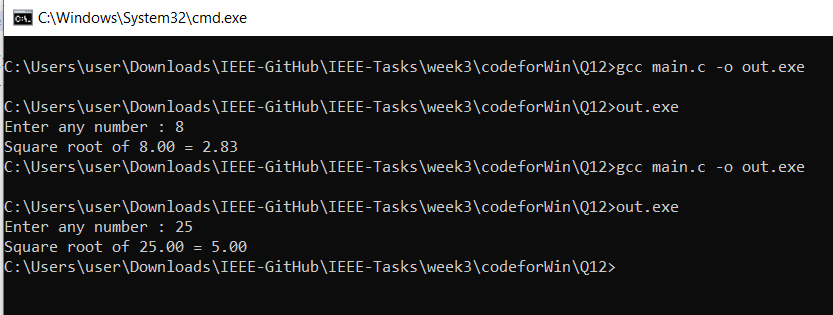 C:\Windows\System32\cmd.exe
C:\Users\user\Downloads\IEEE-GitHub\IEEE-Tasks\week3\codeforWin\Q12>gcc main.c -o out.exe
C:\Users\user\Downloads\IEEE-GitHub\IEEE-Tasks\week3\codeforWin\Q12>out.exe
Enter any number : 8
Square root of 8.00 = 2.83
C:\Users\user\Downloads\IEEE-GitHub\IEEE-Tasks\week3\codeforWin\Q12>gcc main.c -o out.exe
C:\Users\user\Downloads\IEEE-GitHub\IEEE-Tasks\week3\codeforWin\Q12>out.exe
Enter any number : 25
Square root of 25.00 = 5.00
C:\Users\user\Downloads\IEEE-GitHub\IEEE-Tasks\week3\codeforWin\Q12>